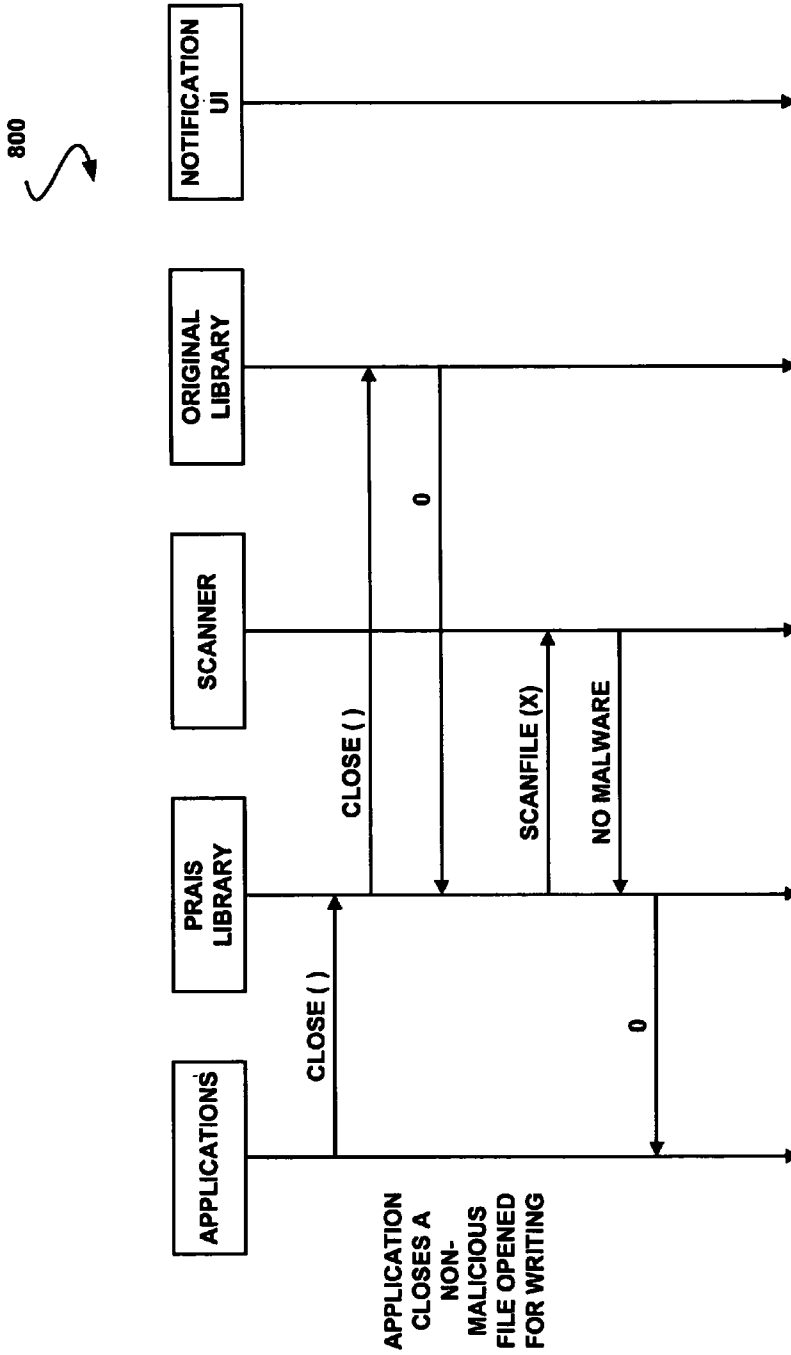 800
APPLICATIONS
PRAIS
LIBRARY
SCANNER
ORIGINAL
LIBRARY
NOTIFICATION
UI
CLOSE ( )
CLOSE ( )
0
SCANFILE (X)
NO MALWARE
0
APPLICATION
CLOSES A
NON-
MALICIOUS
FILE OPENED
FOR WRITING